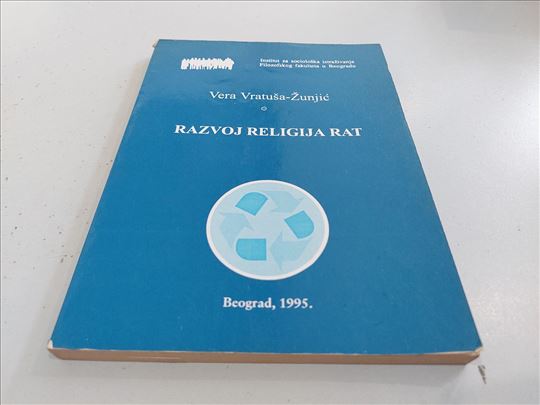 Institut za sociološka istraživanja
Filozofskog fakulteta u Beogradu
Vera Vratuša-Žunjić
RAZVOJ RELIGIJA RAT
Beograd, 1995.